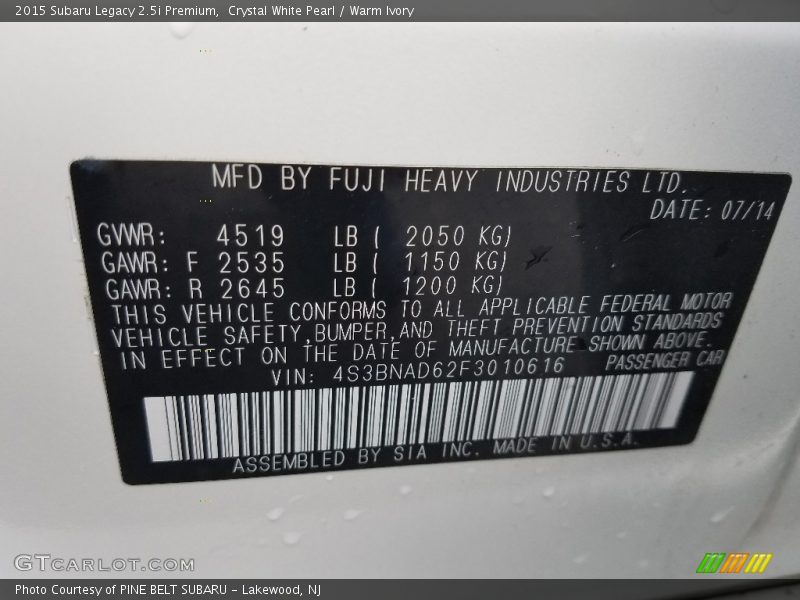 2015 Subaru Legacy 2.5i Premium,  Crystal White Pearl / Warm Ivory
MFD BY FUJI HEAVY INDUSTRIES LTD.
DATE: 07/14
GVWR: 4519 LB ( 2050 KG)
GAWR: F 2535 LB ( 1150 KG)
GAWR: R 2645 LB ( 1200 KG)
THIS VEHICLE CONFORMS TO ALL APPLICABLE FEDERAL MOTOR
VEHICLE SAFETY,BUMPER,AND THEFT PREVENTION STANDARDS
IN EFFECT ON THE DATE OF MANUFACTURE SHOWN ABOVE.
VIN: 4S3BNAD62F3010616 PASSENGER CAR
ASSEMBLED BY SIA INC. MADE IN U.S.A.
GTCARLOT.COM
Photo Courtesy of PINE BELT SUBARU - Lakewood, NJ